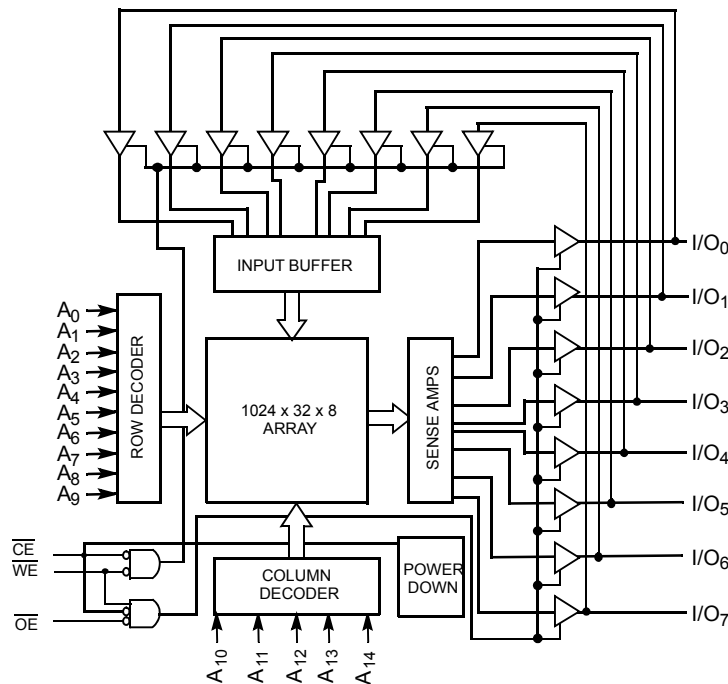 INPUT BUFFER
I/O0
I/O1
I/O2
I/O3
I/O4
I/O5
I/O6
I/O7
A0
A1
A2
A3
A4
A5
A6
A7
A8
A9
ROW DECODER
1024 x 32 x 8
ARRAY
SENSE AMPS
CE
WE
OE
COLUMN
DECODER
POWER
DOWN
A10
A11
A12
A13
A14